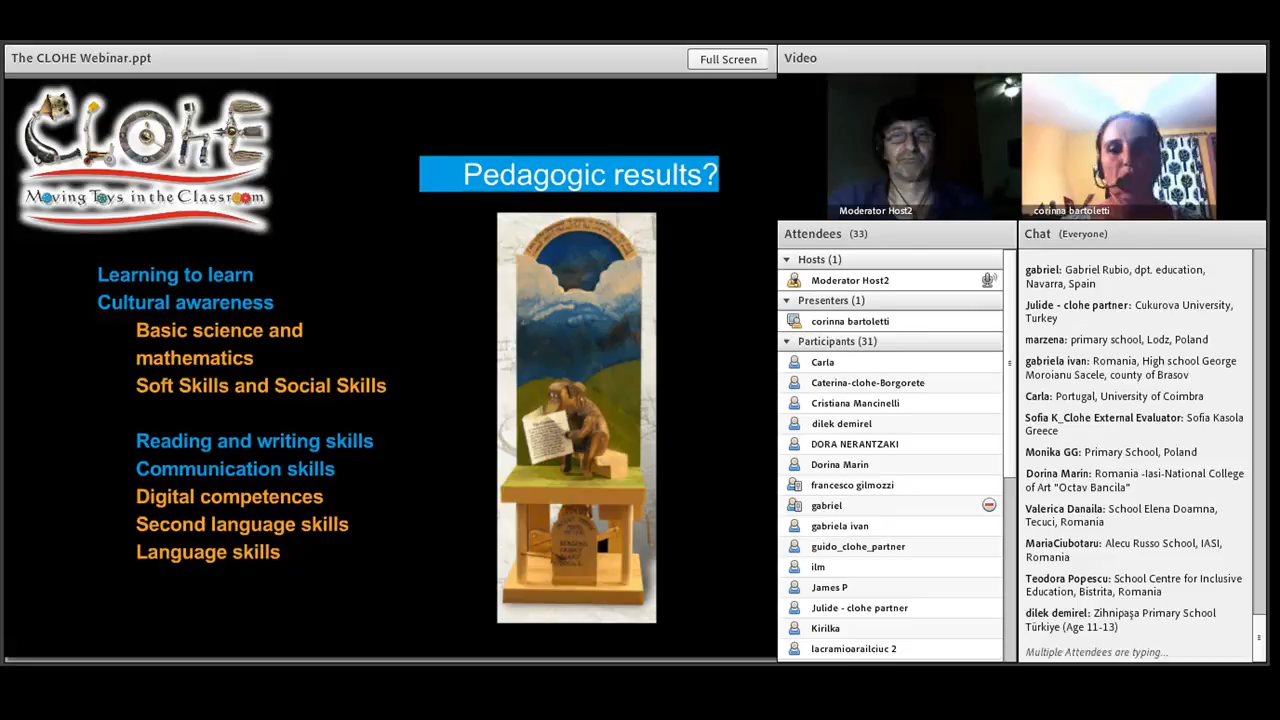 The CLOHE Webinar.ppt
Full Screen
CLOHE
Moving Toys in the Classroom
Pedagogic results?
Learning to learn
Cultural awareness
Basic science and
mathematics
Soft Skills and Social Skills
Reading and writing skills
Communication skills
Digital competences
Second language skills
Language skills
Video
Moderator Host2
corinna bartoletti
Attendees (33)
Hosts (1)
Moderator Host2
Presenters (1)
corinna bartoletti
Participants (31)
Carla
Caterina-clohe-Borgorete
Cristiana Mancinelli
dilek demirel
DORA NERANTZAKI
Dorina Marin
francesco gilmozzi
gabriel
gabriela ivan
guido_clohe_partner
ilm
James P
Julide - clohe partner
Kirilka
lacramioarailciuc 2
Chat (Everyone)
gabriel: Gabriel Rubio, dpt. education,
Navarra, Spain
Julide - clohe partner: Cukurova University,
Turkey
marzena: primary school, Lodz, Poland
gabriela ivan: Romania, High school George
Moroianu Sacele, county of Brasov
Carla: Portugal, University of Coimbra
Sofia K_Clohe External Evaluator: Sofia Kasola
Greece
Monika GG: Primary School, Poland
Dorina Marin: Romania -Iasi-National College
of Art "Octav Bancila"
Valerica Danaila: School Elena Doamna,
Tecuci, Romania
MariaCiubotaru: Alecu Russo School, IASI,
Romania
Teodora Popescu: School Centre for Inclusive
Education, Bistrita, Romania
dilek demirel: Zihnipaşa Primary School
Türkiye (Age 11-13)
Multiple Attendees are typing...